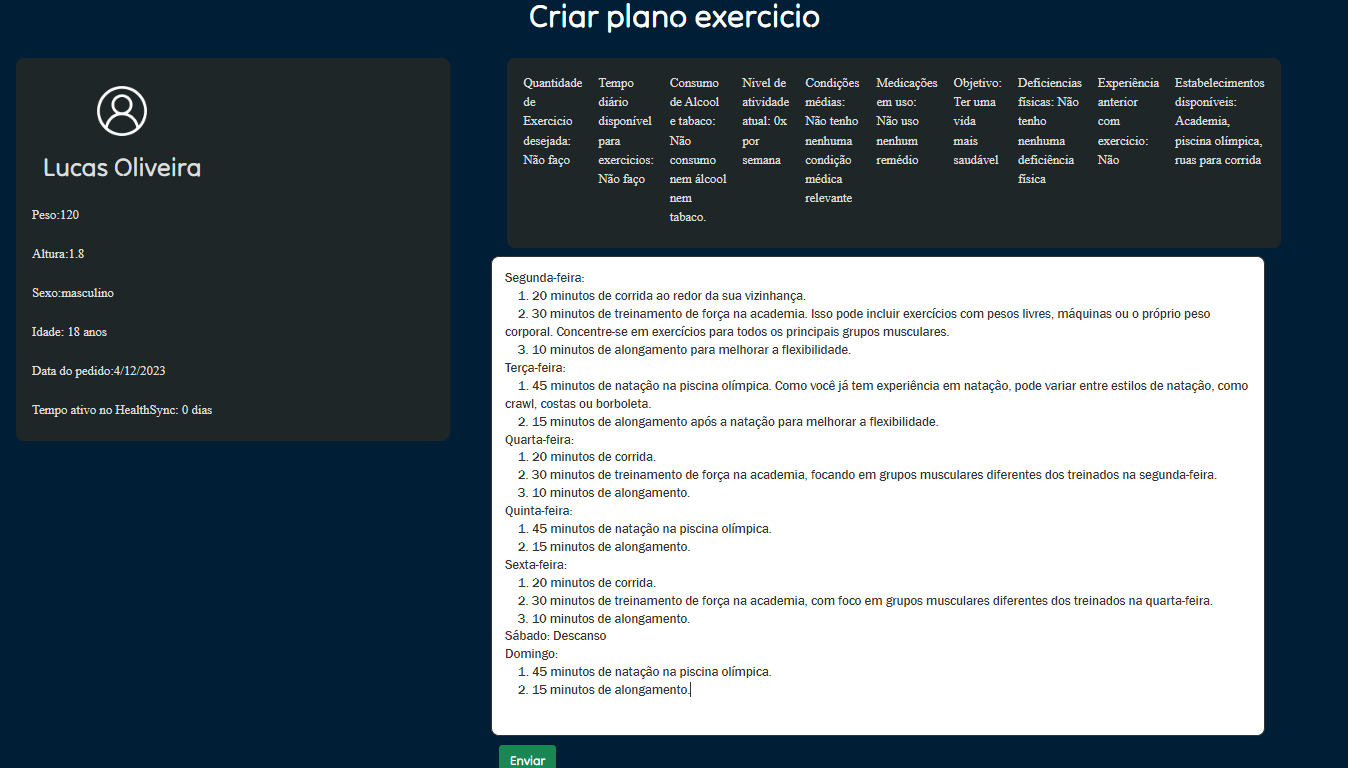 Criar plano exercicio
Lucas Oliveira
Peso:120
Altura:1.8
Sexo:masculino
Idade: 18 anos
Data do pedido:4/12/2023
Tempo ativo no HealthSync: 0 dias
Quantidade
de
Exercicio
desejada:
Não faço
Tempo
diário
disponível
para
exercicios:
Não faço
Consumo
de Alcool
e tabaco:
Não
consumo
nem álcool
nem
tabaco.
Nivel de
atividade
atual: 0x
por
semana
Condições
médias:
Não tenho
nenhuma
condição
médica
relevante
Medicações
em uso:
Não uso
nenhum
remédio
Objetivo:
Ter uma
vida
mais
saudável
Defíciencias
físicas: Não
tenho
nenhuma
deficiência
física
Experiência
anterior
com
exercicio:
Não
Estabelecimentos
disponíveis:
Academia,
piscina olímpica,
ruas para corrida
Segunda-feira:
1. 20 minutos de corrida ao redor da sua vizinhança.
2. 30 minutos de treinamento de força na academia. Isso pode incluir exercícios com pesos livres, máquinas ou o próprio peso
corporal. Concentre-se em exercícios para todos os principais grupos musculares.
3. 10 minutos de alongamento para melhorar a flexibilidade.
Terça-feira:
1. 45 minutos de natação na piscina olímpica. Como você já tem experiência em natação, pode variar entre estilos de natação, como
crawl, costas ou borboleta.
2. 15 minutos de alongamento após a natação para melhorar a flexibilidade.
Quarta-feira:
1. 20 minutos de corrida.
2. 30 minutos de treinamento de força na academia, focando em grupos musculares diferentes dos treinados na segunda-feira.
3. 10 minutos de alongamento.
Quinta-feira:
1. 45 minutos de natação na piscina olímpica.
2. 15 minutos de alongamento.
Sexta-feira:
1. 20 minutos de corrida.
2. 30 minutos de treinamento de força na academia, com foco em grupos musculares diferentes dos treinados na quarta-feira.
3. 10 minutos de alongamento.
Sábado: Descanso
Domingo:
1. 45 minutos de natação na piscina olímpica.
2. 15 minutos de alongamento.
Enviar